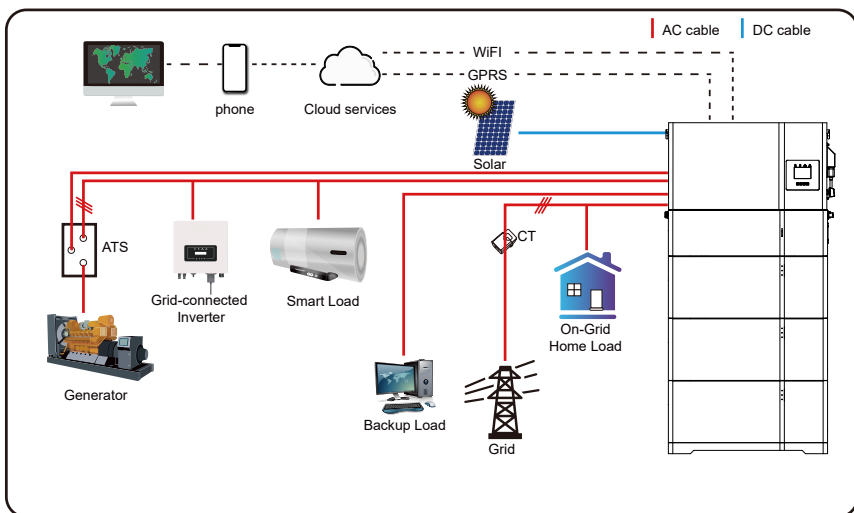 AC cable
DC cable
WiFI
GPRS
phone
Cloud services
Solar
ATS
CT
Grid-connected
Inverter
Smart Load
On-Grid
Home Load
Generator
Backup Load
Grid